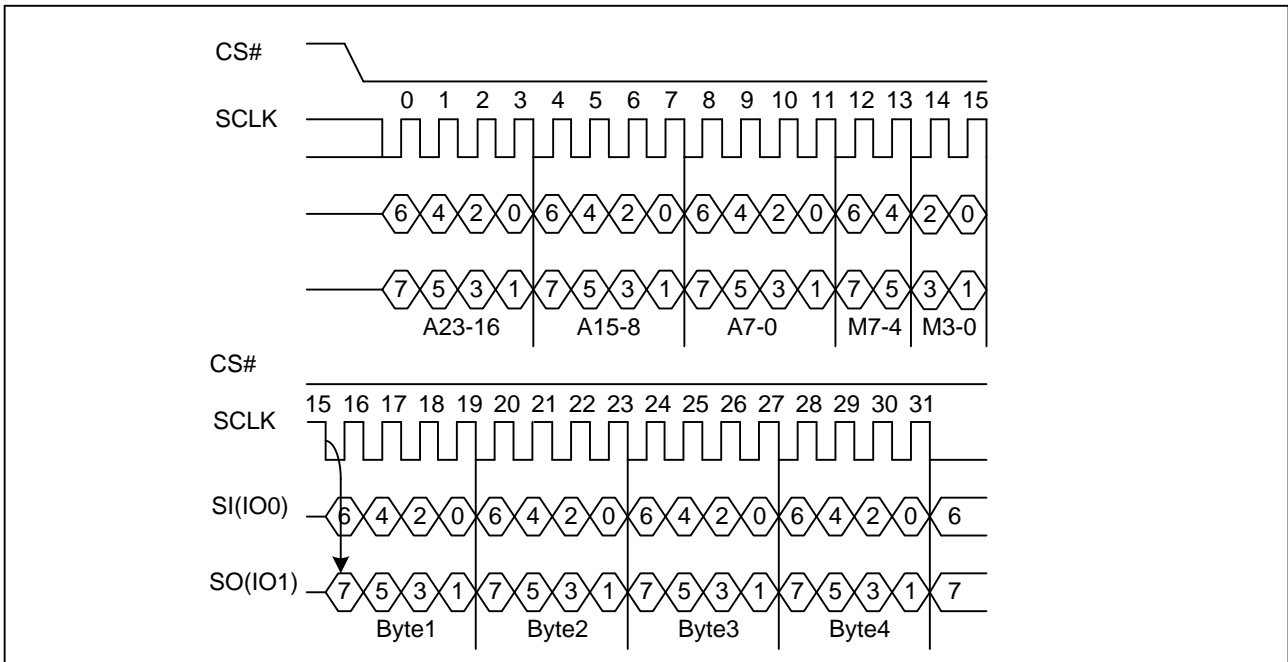 CS#
0 1 2 3 4 5 6 7 8 9 10 11 12 13 14 15
SCLK
6 4 2 0 6 4 2 0 6 4 2 0 6 4 2 0
7 5 3 1 7 5 3 1 7 5 3 1 7 5 3 1
A23-16 A15-8 A7-0 M7-4 M3-0
CS#
15 16 17 18 19 20 21 22 23 24 25 26 27 28 29 30 31
SCLK
SI(IO0) 6 4 2 0 6 4 2 0 6 4 2 0 6 4 2 0 6
SO(IO1) 7 5 3 1 7 5 3 1 7 5 3 1 7 5 3 1 7
Byte1 Byte2 Byte3 Byte4